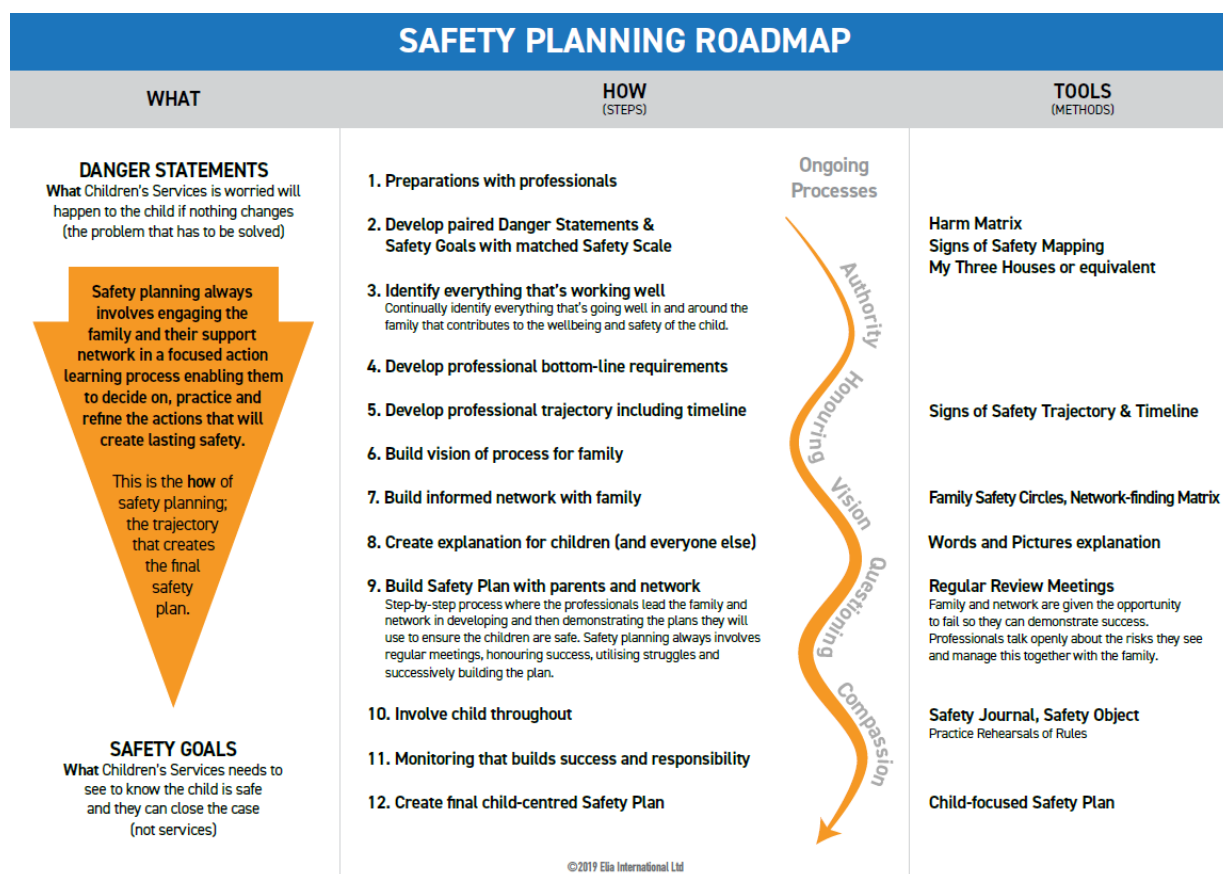 SAFETY PLANNING ROADMAP
WHAT
HOW
(STEPS)
TOOLS
(METHODS)
DANGER STATEMENTS
What Children's Services is worried will
happen to the child if nothing changes
(the problem that has to be solved)
Safety planning always
involves engaging the
family and their support
network in a focused action
learning process enabling them
to decide on, practice and
refine the actions that will
create lasting safety.
This is the how of
safety planning;
the trajectory
that creates
the final
safety
plan.
SAFETY GOALS
What Children's Services needs to
see to know the child is safe
and they can close the case
(not services)
1. Preparations with professionals
2. Develop paired Danger Statements &
Safety Goals with matched Safety Scale
3. Identify everything that's working well
Continually identify everything that's going well in and around the
family that contributes to the wellbeing and safety of the child.
4. Develop professional bottom-line requirements
5. Develop professional trajectory including timeline
6. Build vision of process for family
7. Build informed network with family
8. Create explanation for children (and everyone else)
9. Build Safety Plan with parents and network
Step-by-step process where the professionals lead the family and
network in developing and then demonstrating the plans they will
use to ensure the children are safe. Safety planning always involves
regular meetings, honouring success, utilising struggles and
successively building the plan.
10. Involve child throughout
11. Monitoring that builds success and responsibility
12. Create final child-centred Safety Plan
Ongoing
Processes
Authority
Honouring
Vision
Questioning
Compassion
Harm Matrix
Signs of Safety Mapping
My Three Houses or equivalent
Signs of Safety Trajectory & Timeline
Family Safety Circles, Network-finding Matrix
Words and Pictures explanation
Regular Review Meetings
Family and network are given the opportunity
to fail so they can demonstrate success.
Professionals talk openly about the risks they see
and manage this together with the family.
Safety Journal, Safety Object
Practice Rehearsals of Rules
Child-focused Safety Plan
©2019 Elia International Ltd